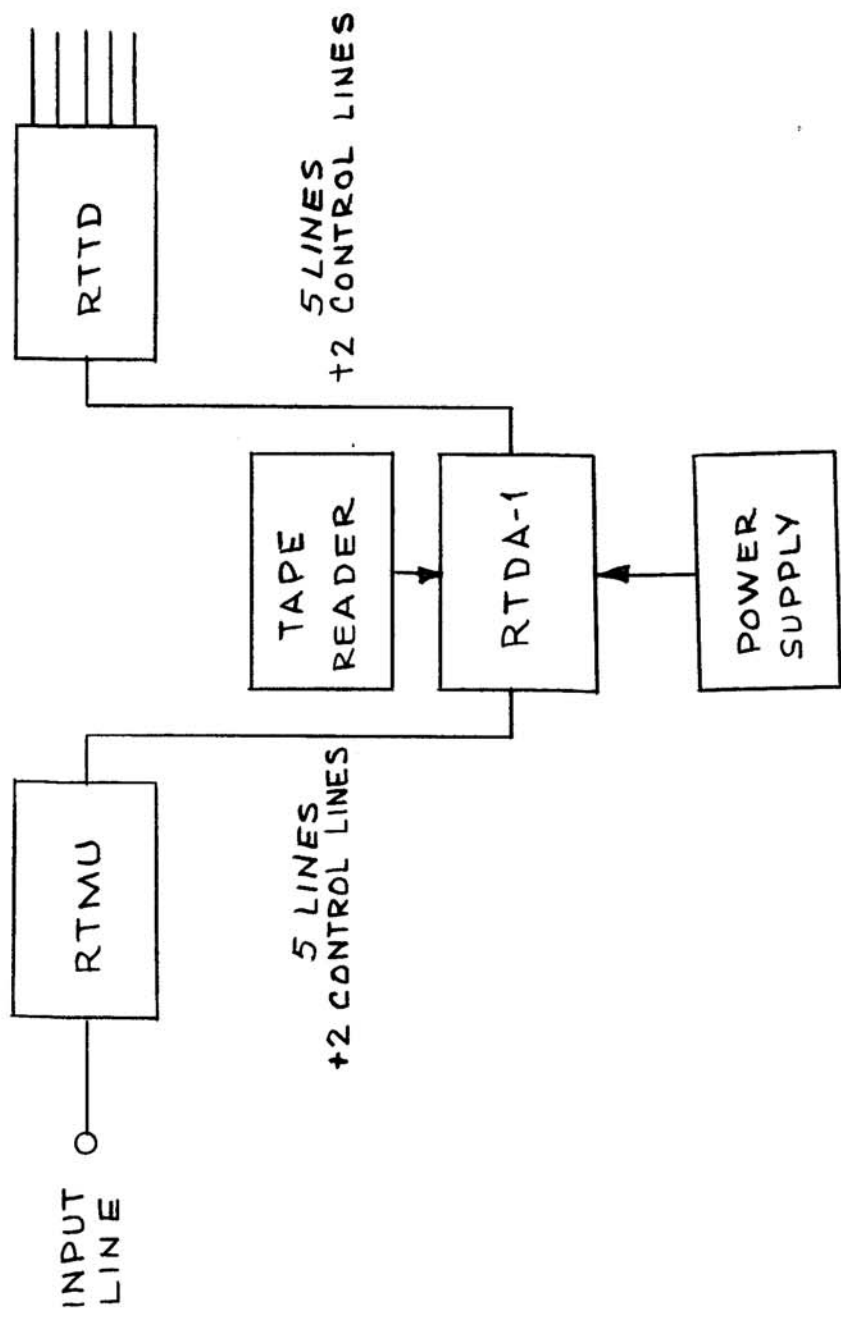 INPUT
LINE
RTMU
5 LINES
+2 CONTROL LINES
TAPE
READER
RTDA-1
POWER
SUPPLY
RTTD
5 LINES
+2 CONTROL LINES